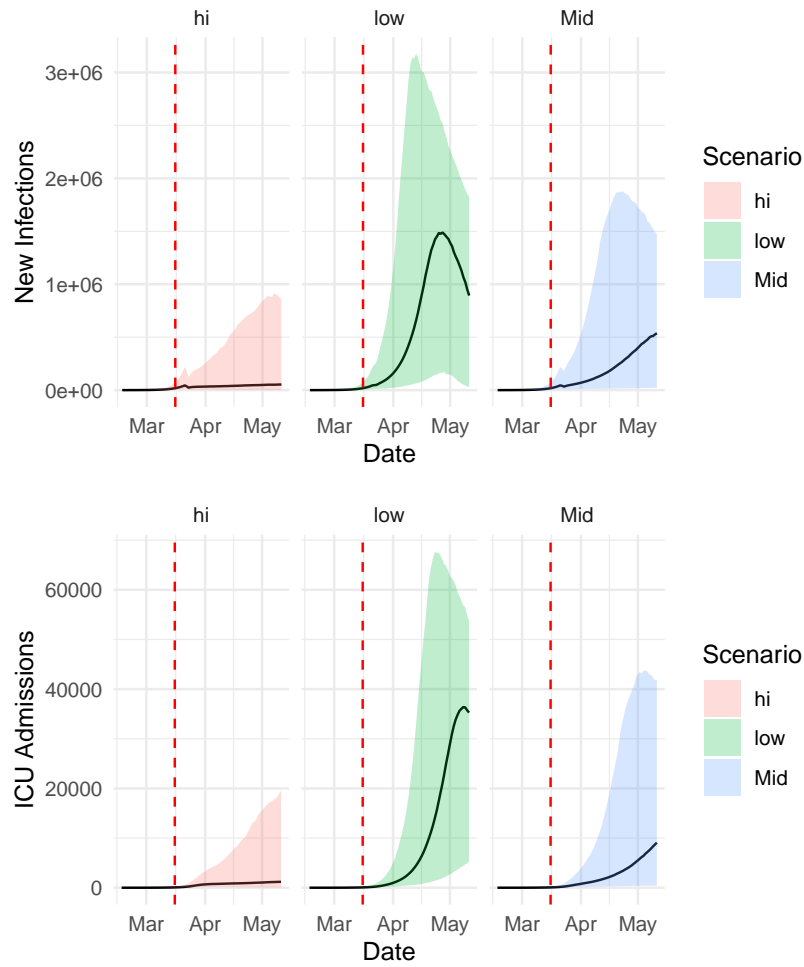 hi low Mid
New Infections
3e+06
2e+06
1e+06
0e+00
Mar Apr May Mar Apr May Mar Apr May
Date
Scenario
hi
low
Mid
hi low Mid
ICU Admissions
60000
40000
20000
0
Mar Apr May Mar Apr May Mar Apr May
Date
Scenario
hi
low
Mid